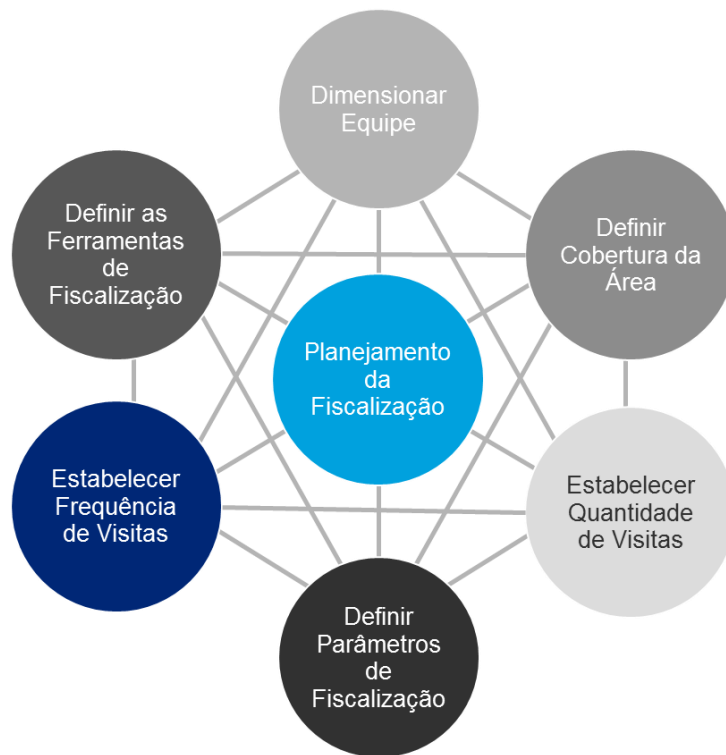 Dimensionar
Equipe
Definir as
Ferramentas
de
Fiscalização
Definir
Cobertura da
Área
Planejamento
da
Fiscalização
Estabelecer
Frequência
de Visitas
Estabelecer
Quantidade
de Visitas
Definir
Parâmetros
de
Fiscalização